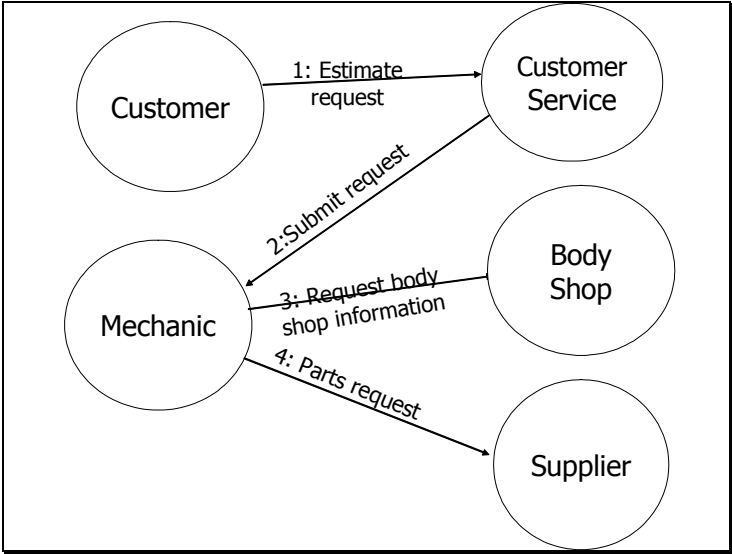 Customer
1: Estimate
request
Customer
Service
2:Submit request
Mechanic
3: Request body
shop information
Body
Shop
4: Parts request
Supplier